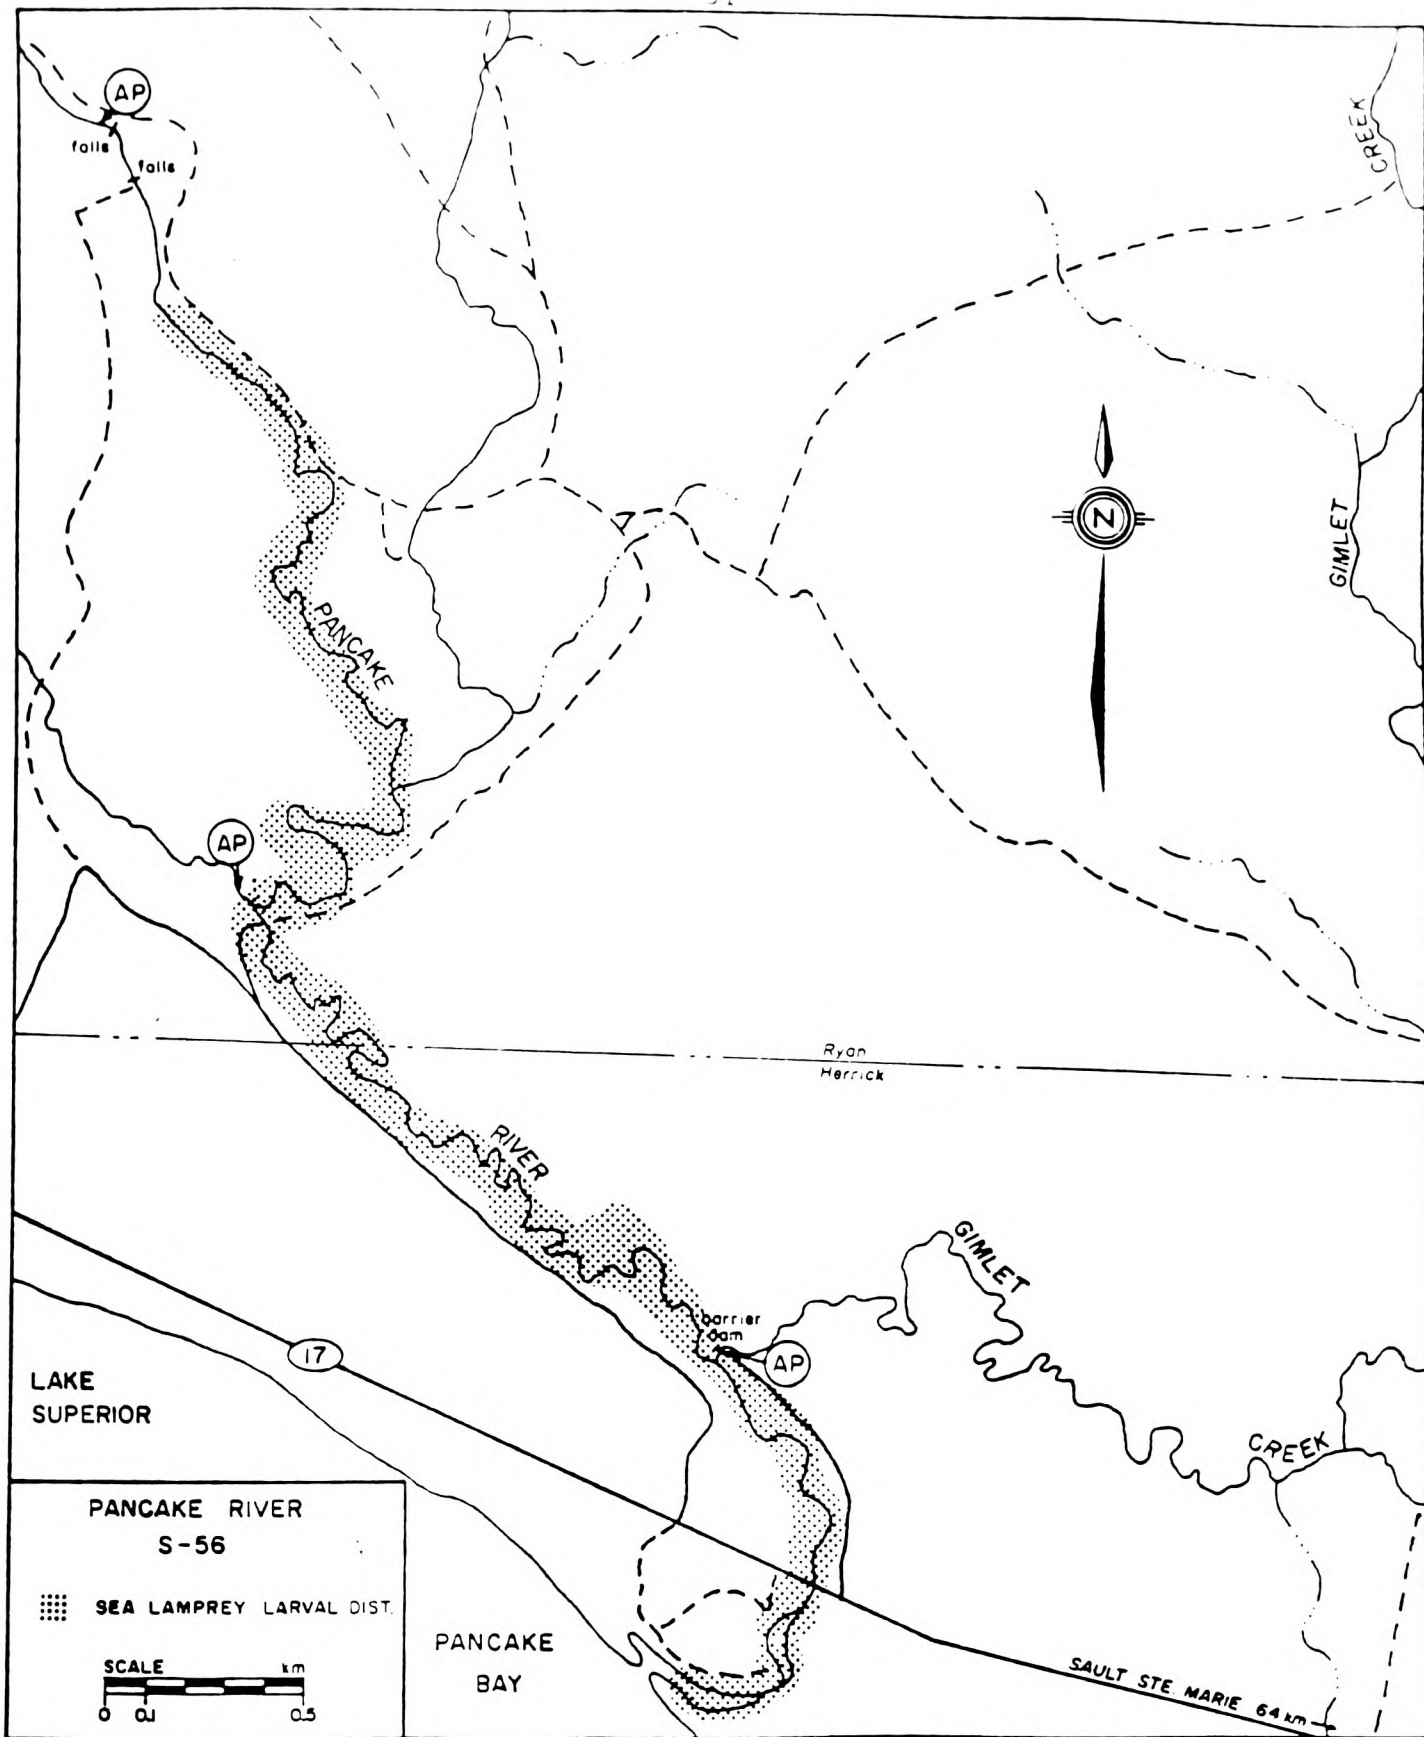 AP
falls
falls
CREEK
N
GIMLET
PANCAKE
AP
Ryan
Herrick
RIVER
GIMLET
barrier
dam
AP
17
CREEK
LAKE
SUPERIOR
PANCAKE RIVER
S-56
SEA LAMPREY LARVAL DIST.
SCALE km
0 0.1 0.5
PANCAKE
BAY
SAULT STE. MARIE 64 km